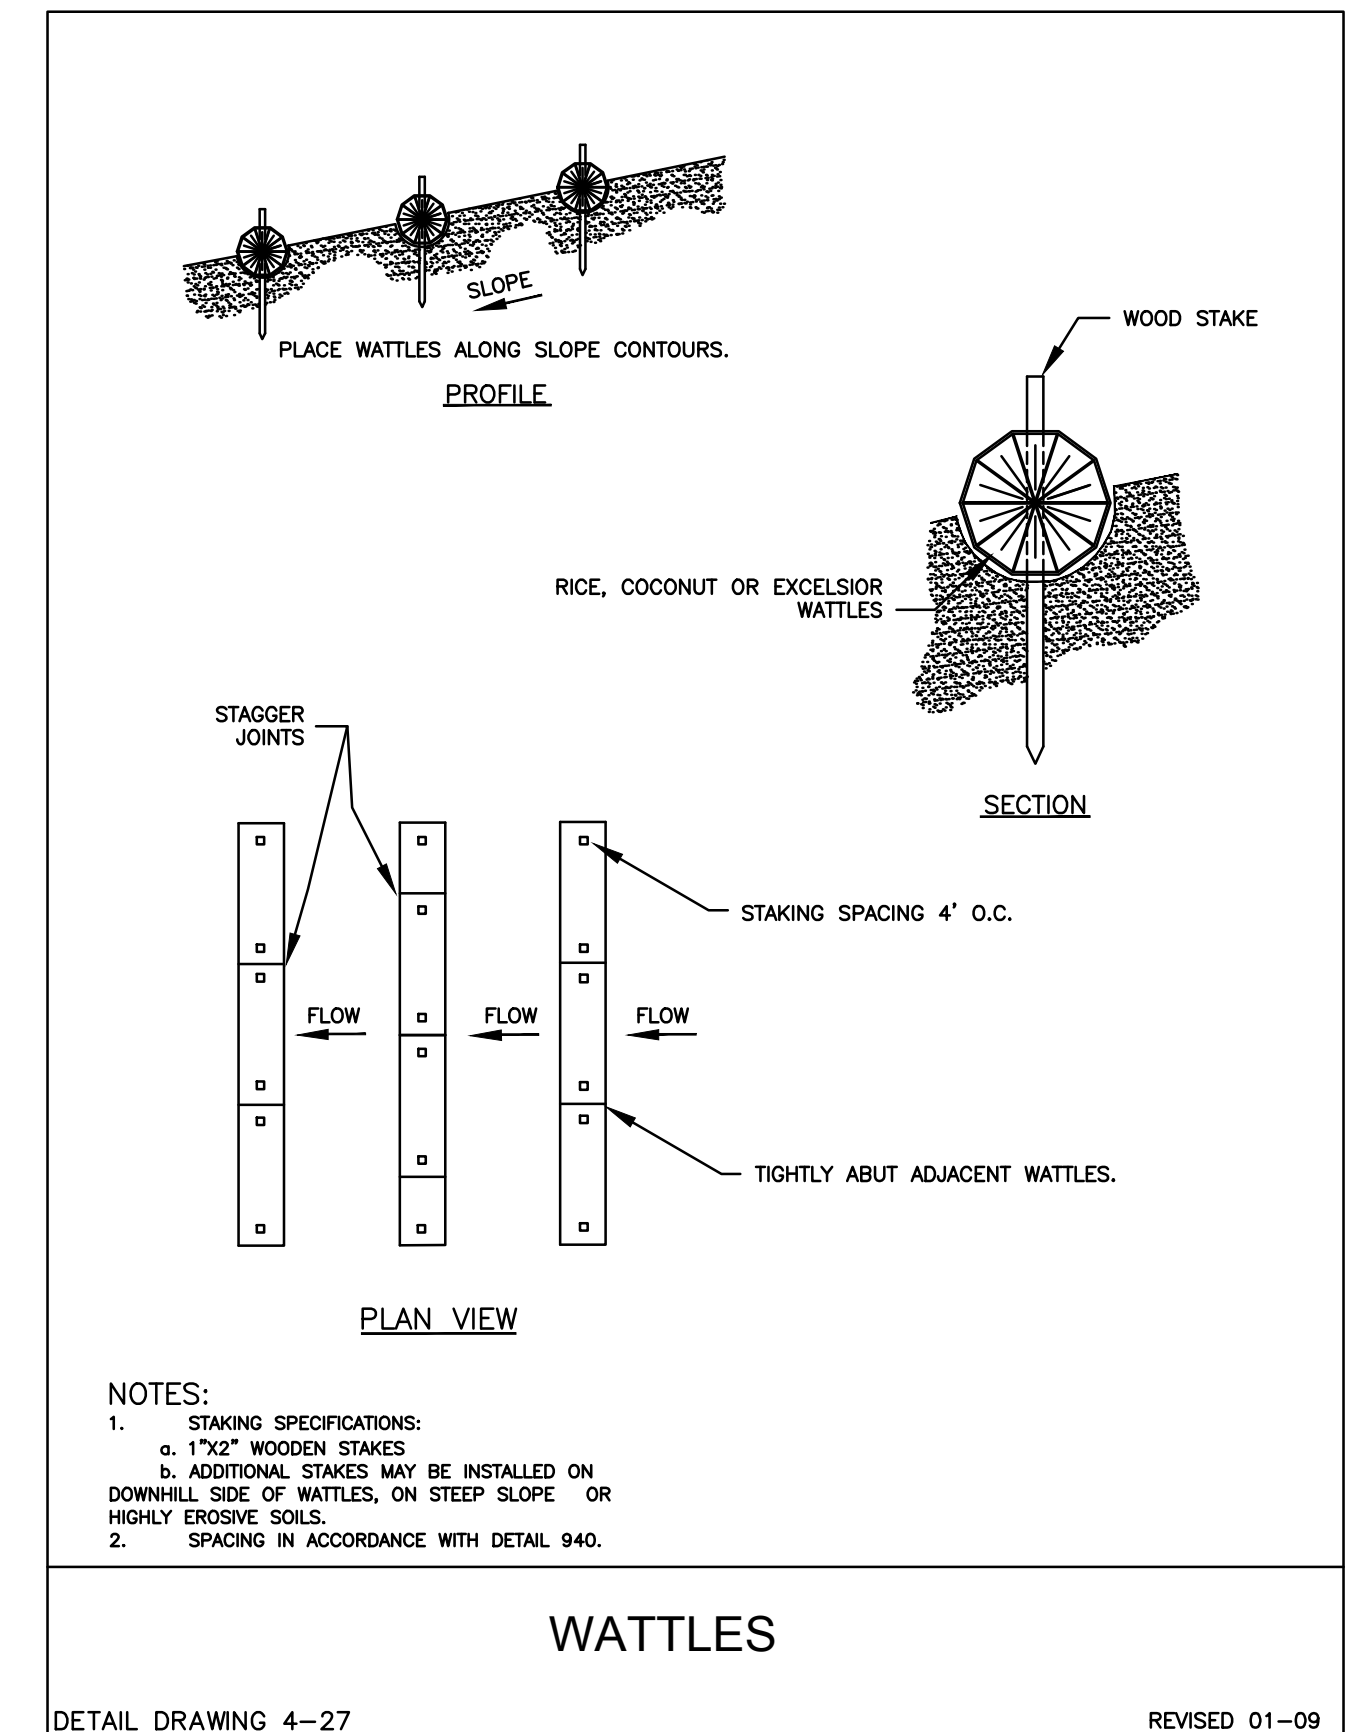 SLOPE
PLACE WATTLES ALONG SLOPE CONTOURS.
PROFILE
WOOD STAKE
RICE, COCONUT OR EXCELSIOR
WATTLES
SECTION
STAGGER
JOINTS
STAKING SPACING 4' O.C.
FLOW
FLOW
FLOW
TIGHTLY ABUT ADJACENT WATTLES.
PLAN VIEW
NOTES:
1. STAKING SPECIFICATIONS:
a. 1"X2" WOODEN STAKES
b. ADDITIONAL STAKES MAY BE INSTALLED ON
DOWNHILL SIDE OF WATTLES, ON STEEP SLOPE OR
HIGHLY EROSIVE SOILS.
2. SPACING IN ACCORDANCE WITH DETAIL 940.
WATTLES
DETAIL DRAWING 4-27
REVISED 01-09